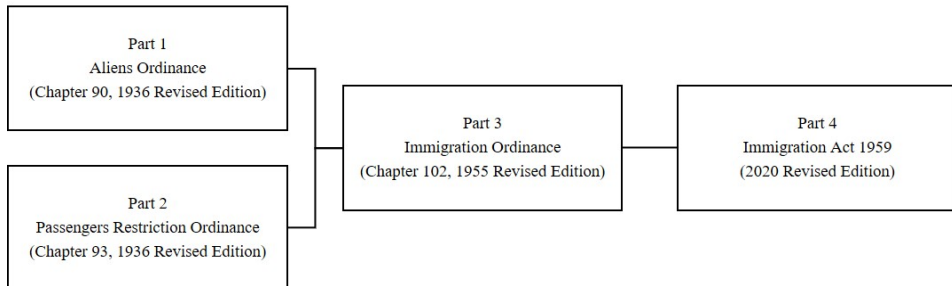 Part 1
Aliens Ordinance
(Chapter 90, 1936 Revised Edition)
Part 2
Passengers Restriction Ordinance
(Chapter 93, 1936 Revised Edition)
Part 3
Immigration Ordinance
(Chapter 102, 1955 Revised Edition)
Part 4
Immigration Act 1959
(2020 Revised Edition)